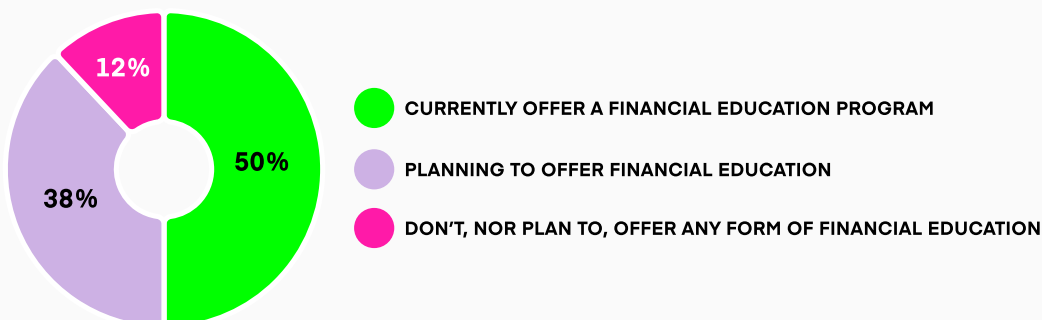 12%
50%
38%
CURRENTLY OFFER A FINANCIAL EDUCATION PROGRAM
PLANNING TO OFFER FINANCIAL EDUCATION
DON'T, NOR PLAN TO, OFFER ANY FORM OF FINANCIAL EDUCATION